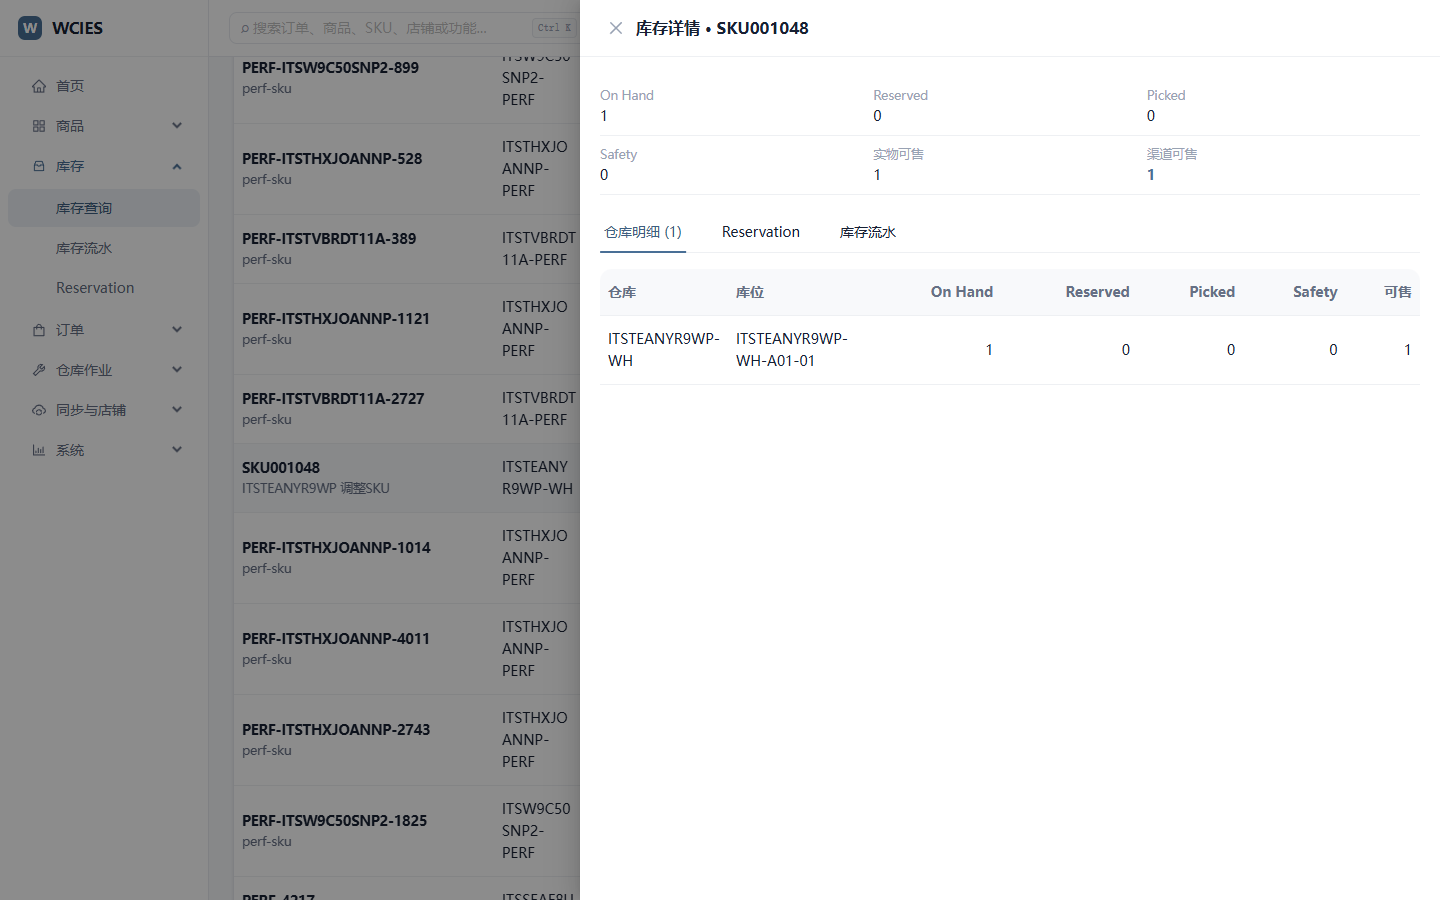 W WCIES
搜索订单、商品、SKU、店铺或功能... Ctrl K
首页
商品
库存
库存查询
库存流水
Reservation
订单
仓库作业
同步与店铺
系统
PERF-ITSW9C50SNP2-899
perf-sku
ITSW9C50
SNP2-
PERF
PERF-ITSTHXJOANNP-528
perf-sku
ITSTHXJO
ANNP-
PERF
PERF-ITSTVBRDT11A-389
perf-sku
ITSTVBRDT
11A-PERF
PERF-ITSTHXJOANNP-1121
perf-sku
ITSTHXJO
ANNP-
PERF
PERF-ITSTVBRDT11A-2727
perf-sku
ITSTVBRDT
11A-PERF
SKU001048
ITSTEANYR9WP 调整SKU
ITSTEANY
R9WP-WH
PERF-ITSTHXJOANNP-1014
perf-sku
ITSTHXJO
ANNP-
PERF
PERF-ITSTHXJOANNP-4011
perf-sku
ITSTHXJO
ANNP-
PERF
PERF-ITSTHXJOANNP-2743
perf-sku
ITSTHXJO
ANNP-
PERF
PERF-ITSW9C50SNP2-1825
perf-sku
ITSW9C50
SNP2-
PERF
库存详情 • SKU001048
On Hand Reserved Picked
1 0 0
Safety 实物可售 渠道可售
0 1 1
仓库明细 (1) Reservation 库存流水
仓库 库位 On Hand Reserved Picked Safety 可售
ITSTEANYR9WP-WH ITSTEANYR9WP-WH-A01-01 1 0 0 0 1